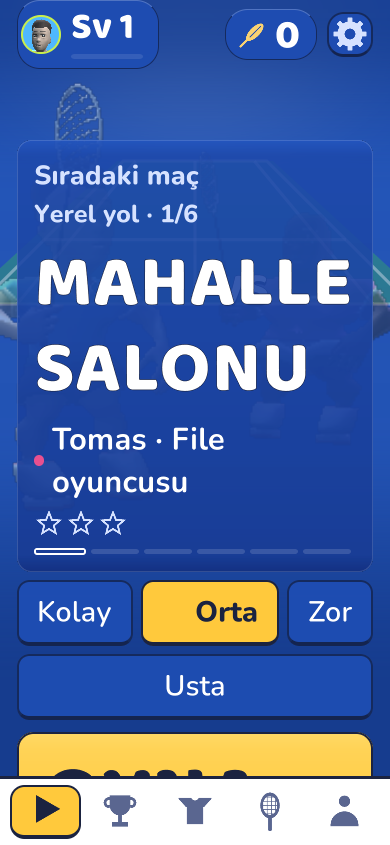 Sv 1
0
Sıradaki maç
Yerel yol · 1/6
MAHALLE
SALONU
Tomas · File
oyuncusu
Kolay
Orta
Zor
Usta